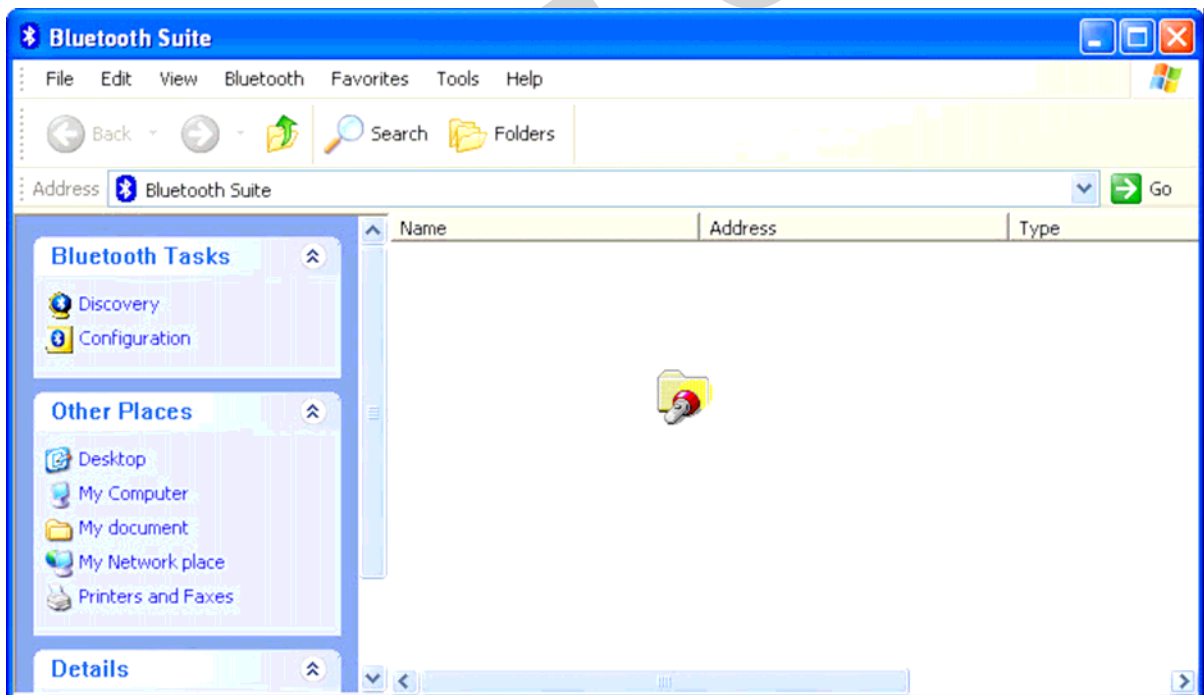 Bluetooth Suite
File Edit View Bluetooth Favorites Tools Help
Back Search Folders
Address Bluetooth Suite Go
Name Address Type
Bluetooth Tasks
Discovery
Configuration
Other Places
Desktop
My Computer
My document
My Network place
Printers and Faxes
Details